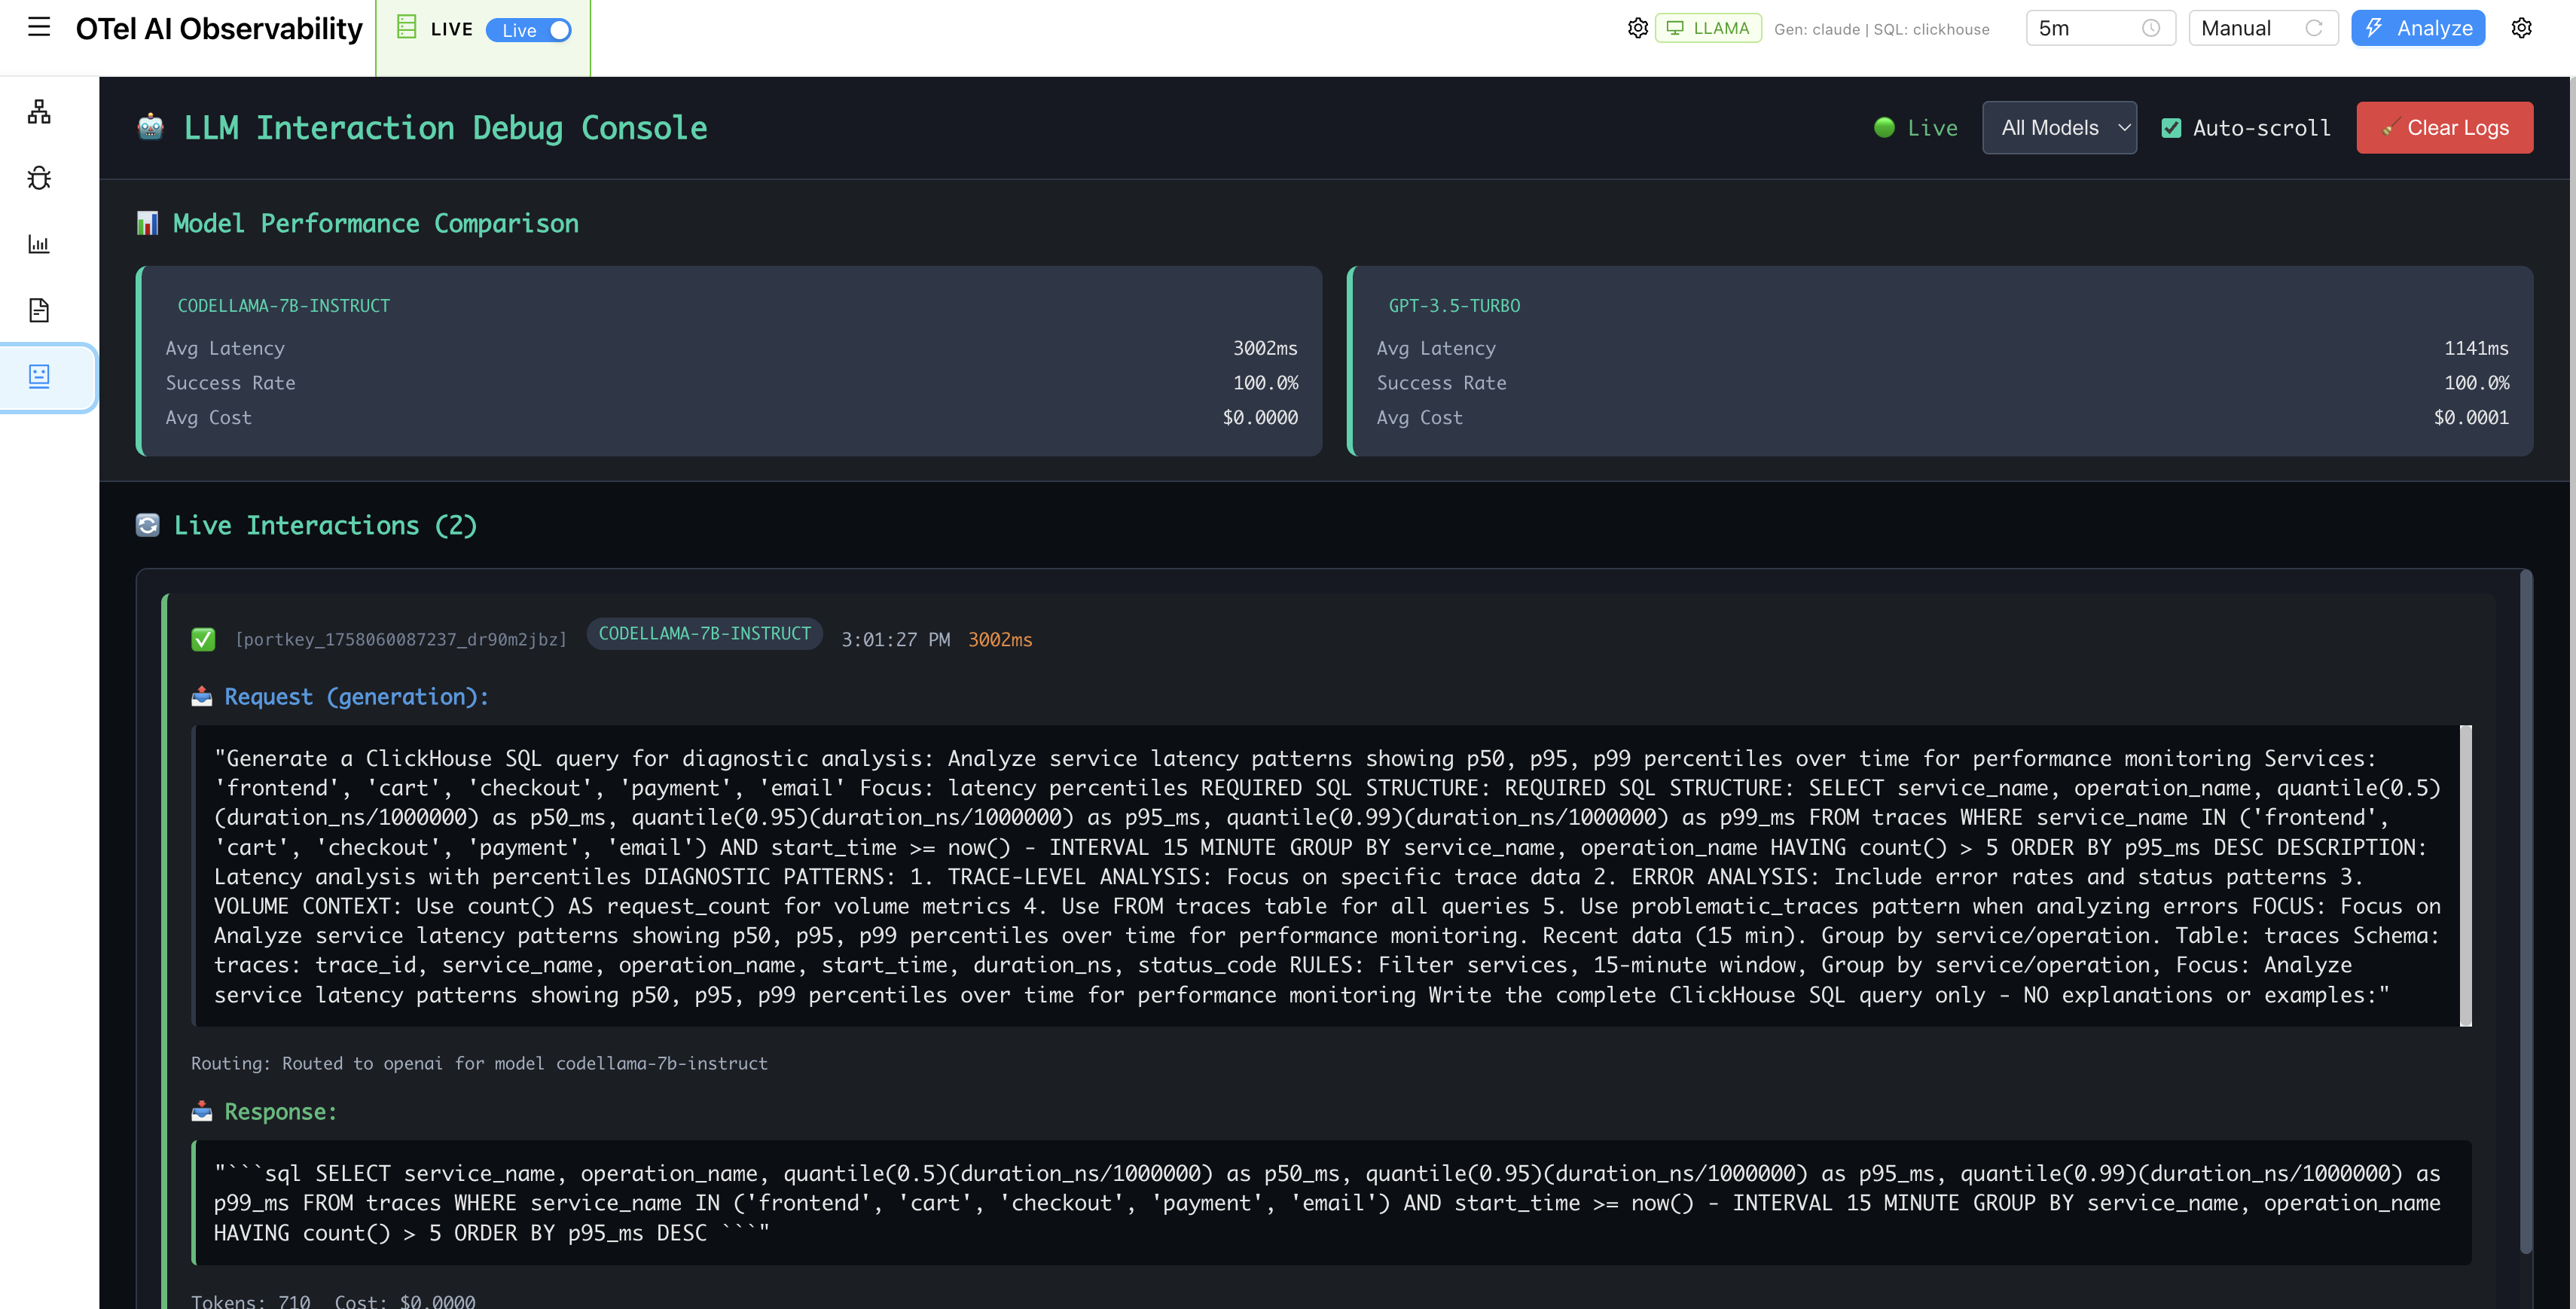 OTel AI Observability
LIVE
Live
LLAMA
Gen: claude | SQL: clickhouse
5m
Manual
Analyze
LLM Interaction Debug Console
Live
All Models
Auto-scroll
Clear Logs
Model Performance Comparison
CODELLAMA-7B-INSTRUCT
Avg Latency 3002ms
Success Rate 100.0%
Avg Cost $0.0000
GPT-3.5-TURBO
Avg Latency 1141ms
Success Rate 100.0%
Avg Cost $0.0001
Live Interactions (2)
[portkey_1758060087237_dr90m2jbz] CODELLAMA-7B-INSTRUCT 3:01:27 PM 3002ms
Request (generation):
"Generate a ClickHouse SQL query for diagnostic analysis: Analyze service latency patterns showing p50, p95, p99 percentiles over time for performance monitoring Services:
'frontend', 'cart', 'checkout', 'payment', 'email' Focus: latency percentiles REQUIRED SQL STRUCTURE: REQUIRED SQL STRUCTURE: SELECT service_name, operation_name, quantile(0.5)
(duration_ns/1000000) as p50_ms, quantile(0.95)(duration_ns/1000000) as p95_ms, quantile(0.99)(duration_ns/1000000) as p99_ms FROM traces WHERE service_name IN ('frontend',
'cart', 'checkout', 'payment', 'email') AND start_time >= now() - INTERVAL 15 MINUTE GROUP BY service_name, operation_name HAVING count() > 5 ORDER BY p95_ms DESC DESCRIPTION:
Latency analysis with percentiles DIAGNOSTIC PATTERNS: 1. TRACE-LEVEL ANALYSIS: Focus on specific trace data 2. ERROR ANALYSIS: Include error rates and status patterns 3.
VOLUME CONTEXT: Use count() AS request_count for volume metrics 4. Use FROM traces table for all queries 5. Use problematic_traces pattern when analyzing errors FOCUS: Focus on
Analyze service latency patterns showing p50, p95, p99 percentiles over time for performance monitoring. Recent data (15 min). Group by service/operation. Table: traces Schema:
traces: trace_id, service_name, operation_name, start_time, duration_ns, status_code RULES: Filter services, 15-minute window, Group by service/operation, Focus: Analyze
service latency patterns showing p50, p95, p99 percentiles over time for performance monitoring Write the complete ClickHouse SQL query only - NO explanations or examples:"
Routing: Routed to openai for model codellama-7b-instruct
Response:
"```sql SELECT service_name, operation_name, quantile(0.5)(duration_ns/1000000) as p50_ms, quantile(0.95)(duration_ns/1000000) as p95_ms, quantile(0.99)(duration_ns/1000000) as
p99_ms FROM traces WHERE service_name IN ('frontend', 'cart', 'checkout', 'payment', 'email') AND start_time >= now() - INTERVAL 15 MINUTE GROUP BY service_name, operation_name
HAVING count() > 5 ORDER BY p95_ms DESC ```"
Tokens: 710 Cost: $0.0000